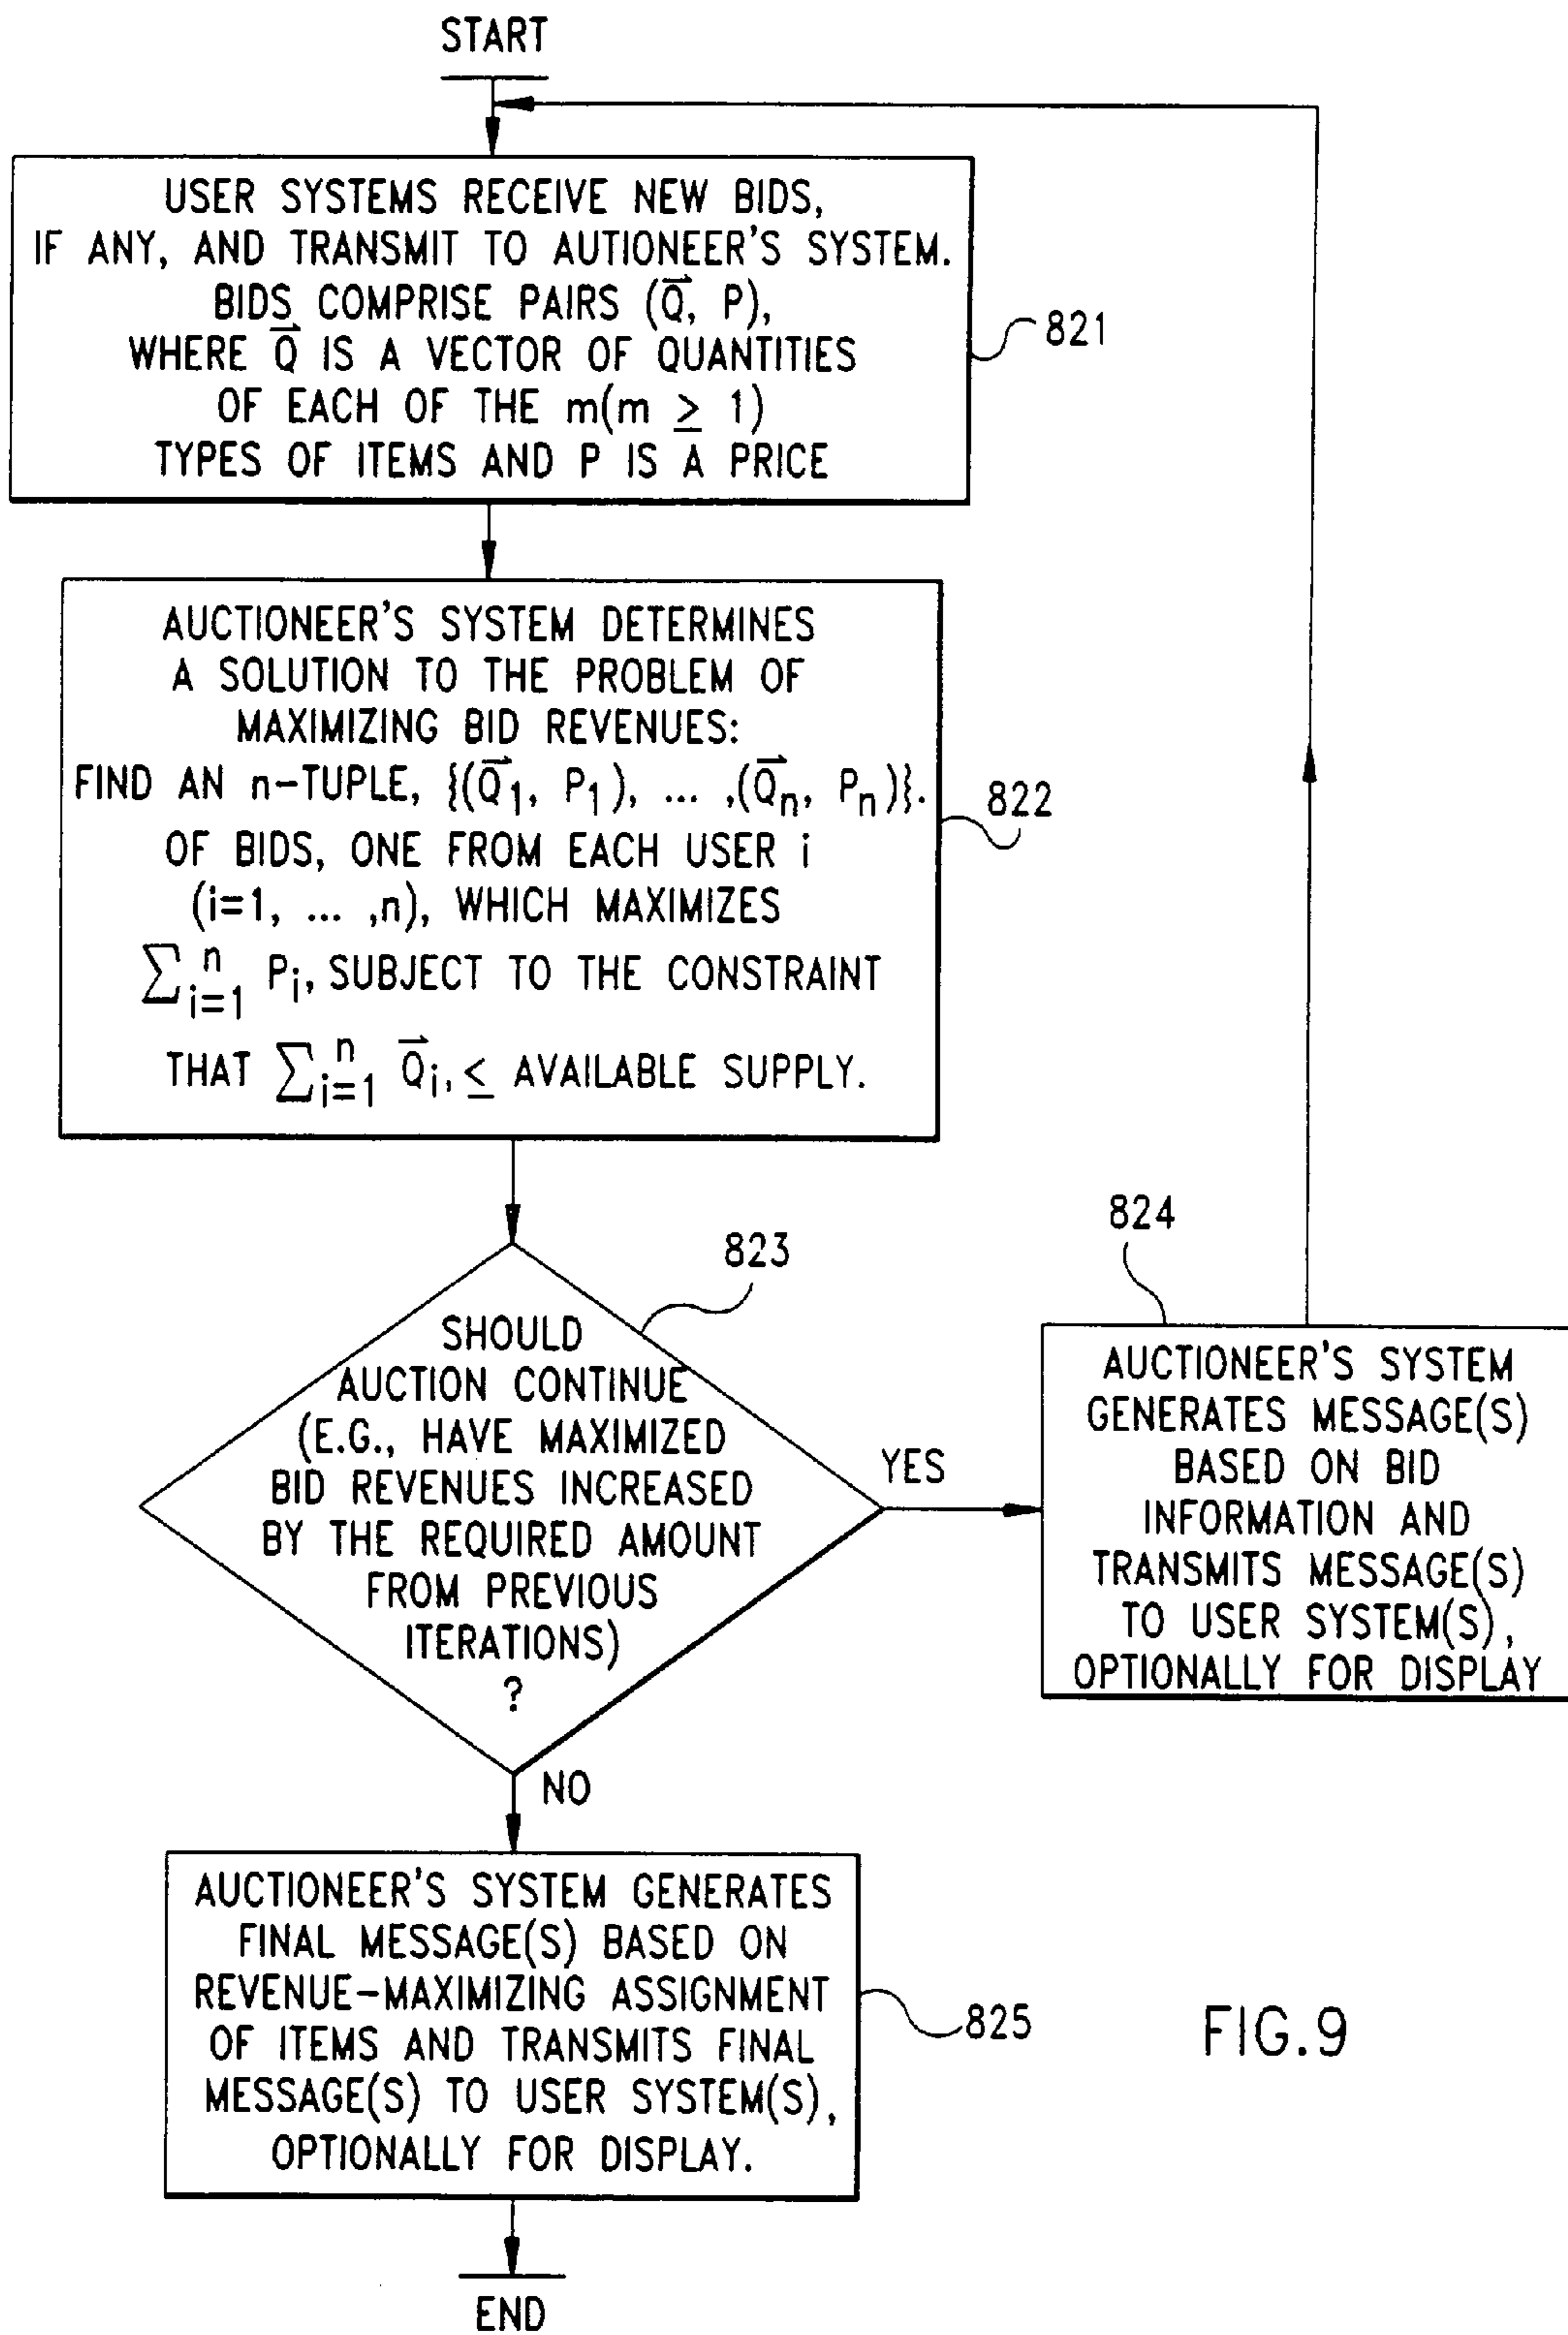 START
USER SYSTEMS RECEIVE NEW BIDS,
IF ANY, AND TRANSMIT TO AUTIONEER'S SYSTEM.
BIDS COMPRISE PAIRS (Q⃗, P),
WHERE Q⃗ IS A VECTOR OF QUANTITIES
OF EACH OF THE m(m ≥ 1)
TYPES OF ITEMS AND P IS A PRICE
821
AUCTIONEER'S SYSTEM DETERMINES
A SOLUTION TO THE PROBLEM OF
MAXIMIZING BID REVENUES:
FIND AN n-TUPLE, {(Q⃗₁, P₁), ... ,(Q⃗ₙ, Pₙ)}.
OF BIDS, ONE FROM EACH USER i
(i=1, ... ,n), WHICH MAXIMIZES
∑ⁿᵢ₌₁ Pᵢ, SUBJECT TO THE CONSTRAINT
THAT ∑ⁿᵢ₌₁ Q⃗ᵢ, ≤ AVAILABLE SUPPLY.
822
823
SHOULD
AUCTION CONTINUE
(E.G., HAVE MAXIMIZED
BID REVENUES INCREASED
BY THE REQUIRED AMOUNT
FROM PREVIOUS
ITERATIONS)
?
YES
NO
824
AUCTIONEER'S SYSTEM
GENERATES MESSAGE(S)
BASED ON BID
INFORMATION AND
TRANSMITS MESSAGE(S)
TO USER SYSTEM(S),
OPTIONALLY FOR DISPLAY
AUCTIONEER'S SYSTEM GENERATES
FINAL MESSAGE(S) BASED ON
REVENUE-MAXIMIZING ASSIGNMENT
OF ITEMS AND TRANSMITS FINAL
MESSAGE(S) TO USER SYSTEM(S),
OPTIONALLY FOR DISPLAY.
825
END
FIG.9